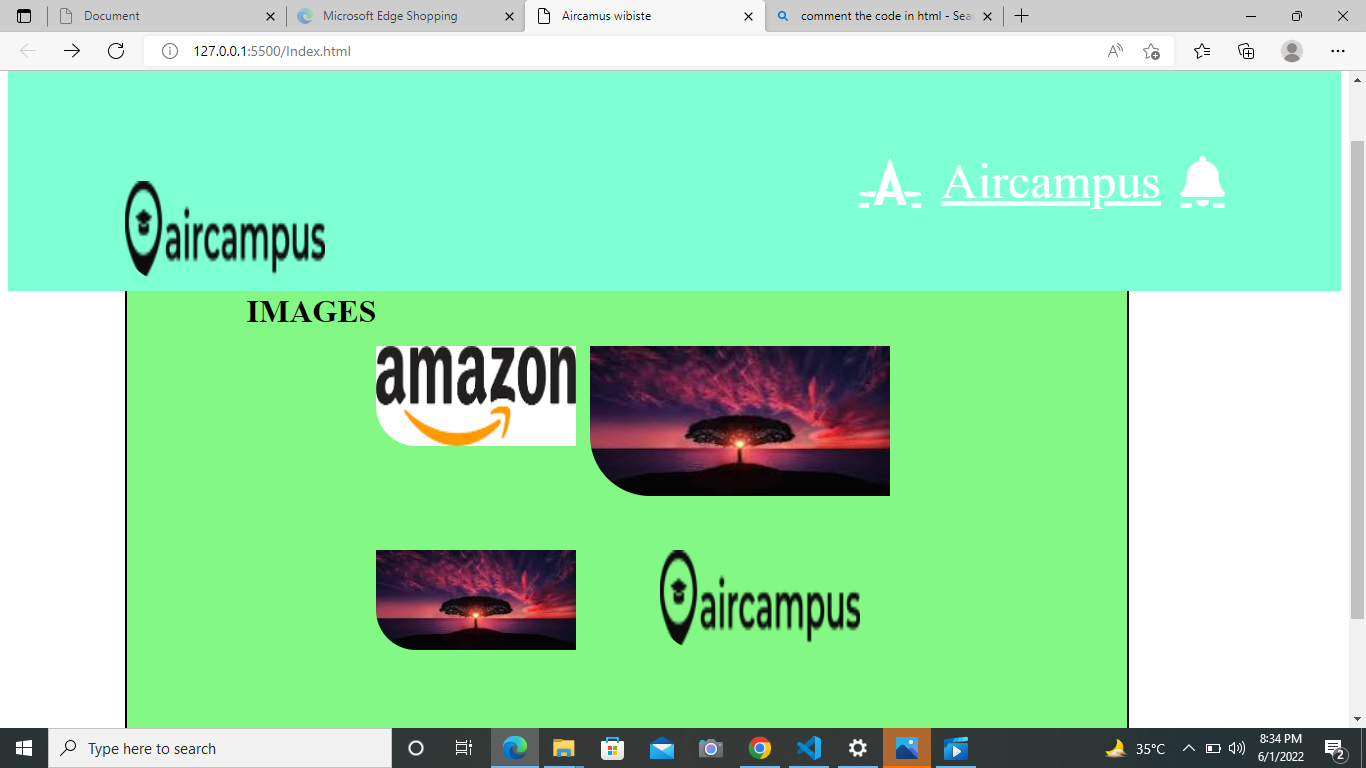 Document
Microsoft Edge Shopping
Aircamus wibiste
comment the code in html - Sea
127.0.0.1:5500/Index.html
Aircampus
aircampus
IMAGES
amazon
aircampus
Type here to search
35°C
8:34 PM
6/1/2022
2